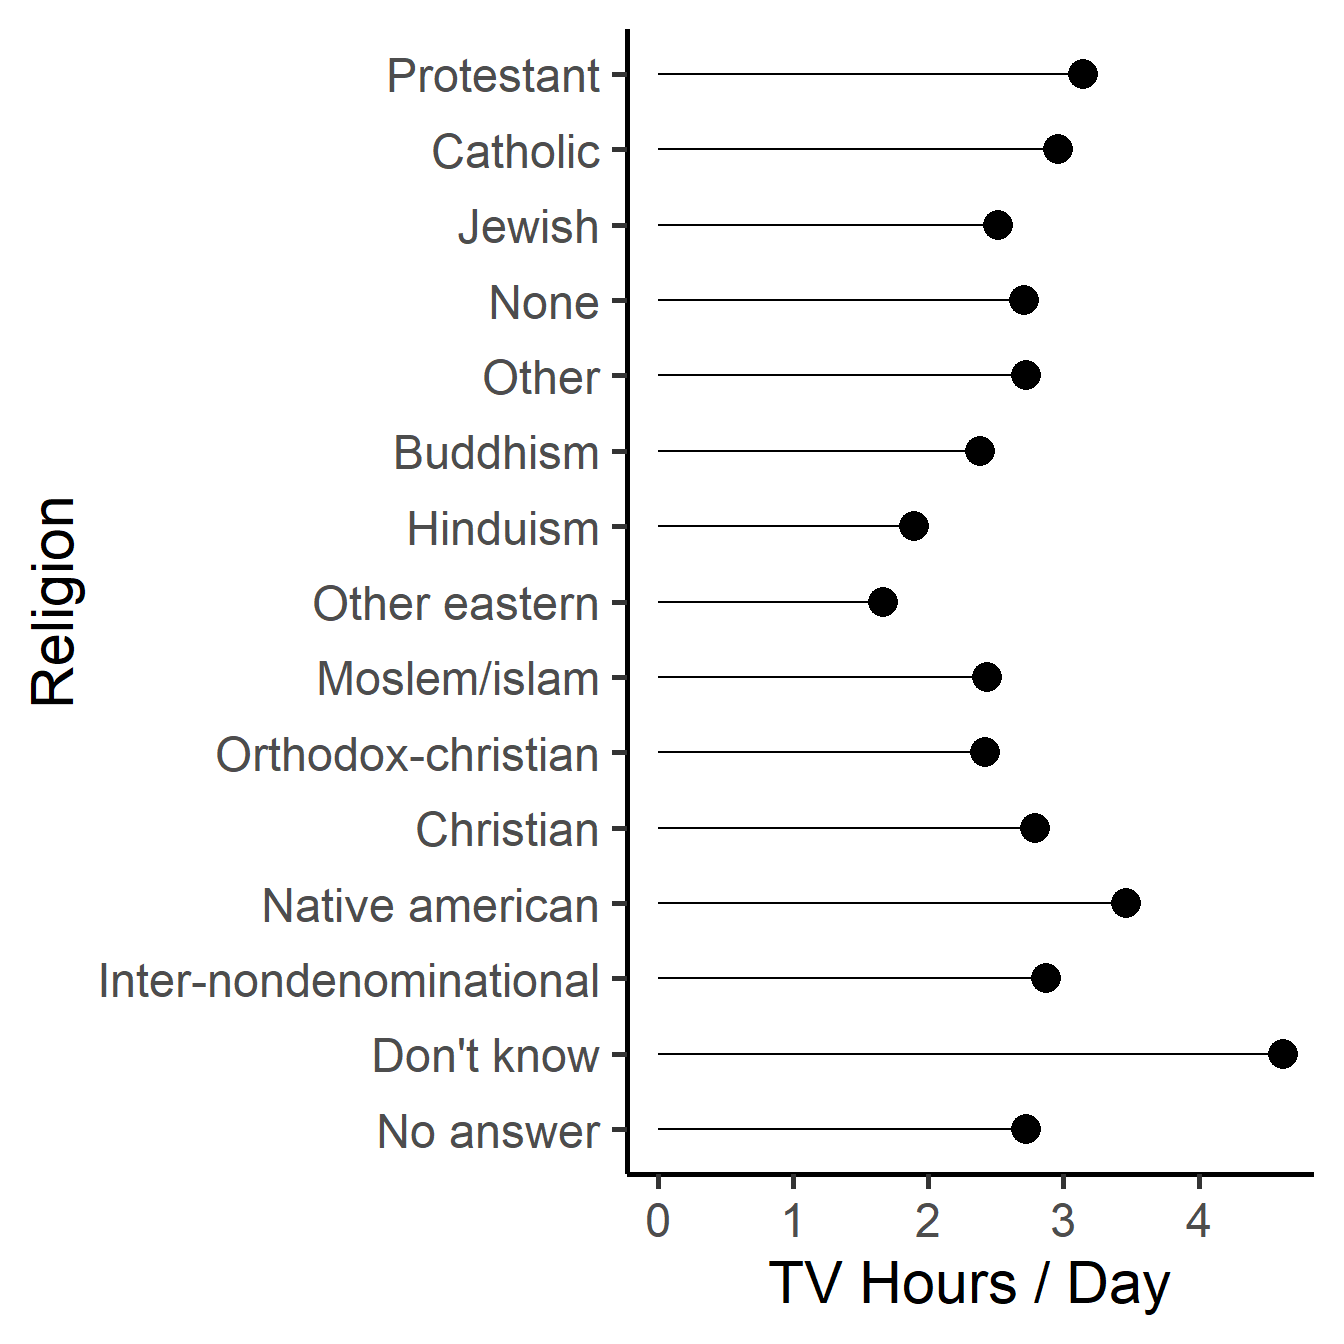 Protestant
Catholic
Jewish
None
Other
Buddhism
Hinduism
Other eastern
Moslem/islam
Orthodox-christian
Christian
Native american
Inter-nondenominational
Don't know
No answer
Religion
0 1 2 3 4
TV Hours / Day